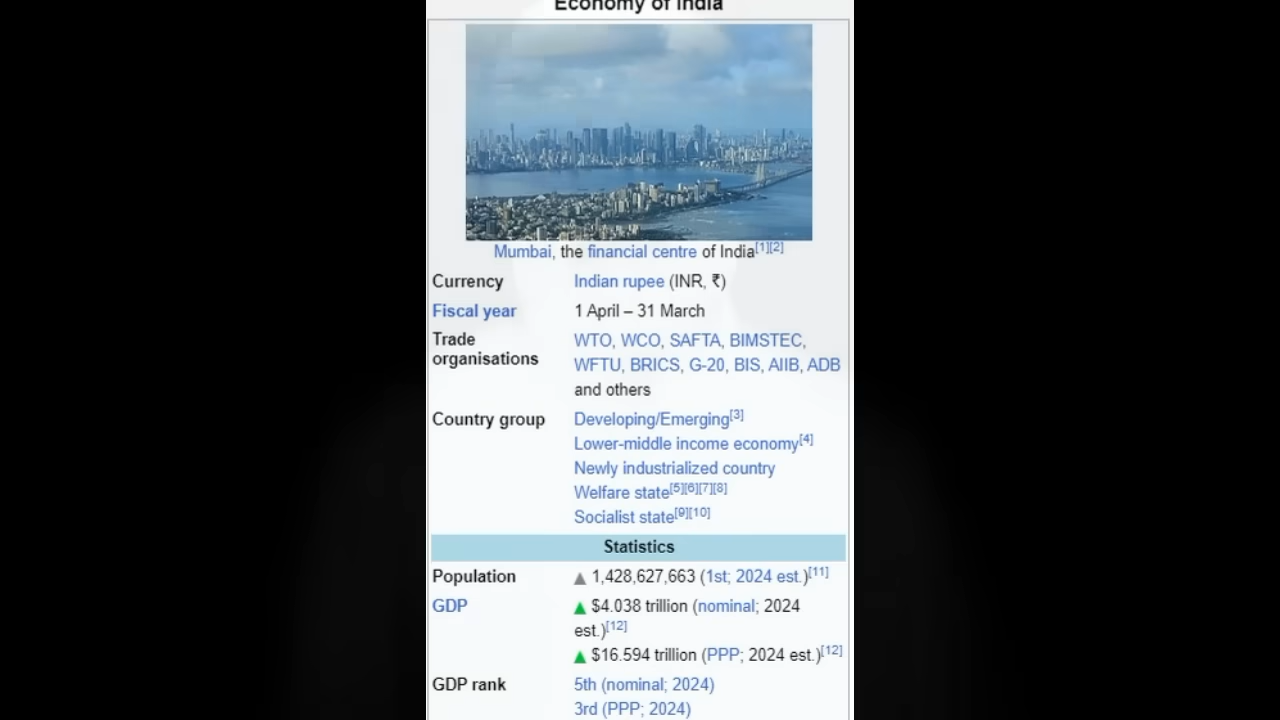 Economy of India
Mumbai, the financial centre of India[1][2]
Currency Indian rupee (INR, ₹)
Fiscal year 1 April – 31 March
Trade organisations WTO, WCO, SAFTA, BIMSTEC,
WFTU, BRICS, G-20, BIS, AIIB, ADB
and others
Country group Developing/Emerging[3]
Lower-middle income economy[4]
Newly industrialized country
Welfare state[5][6][7][8]
Socialist state[9][10]
Statistics
Population ▲ 1,428,627,663 (1st; 2024 est.)[11]
GDP ▲ $4.038 trillion (nominal; 2024
est.)[12]
▲ $16.594 trillion (PPP; 2024 est.)[12]
GDP rank 5th (nominal; 2024)
3rd (PPP; 2024)